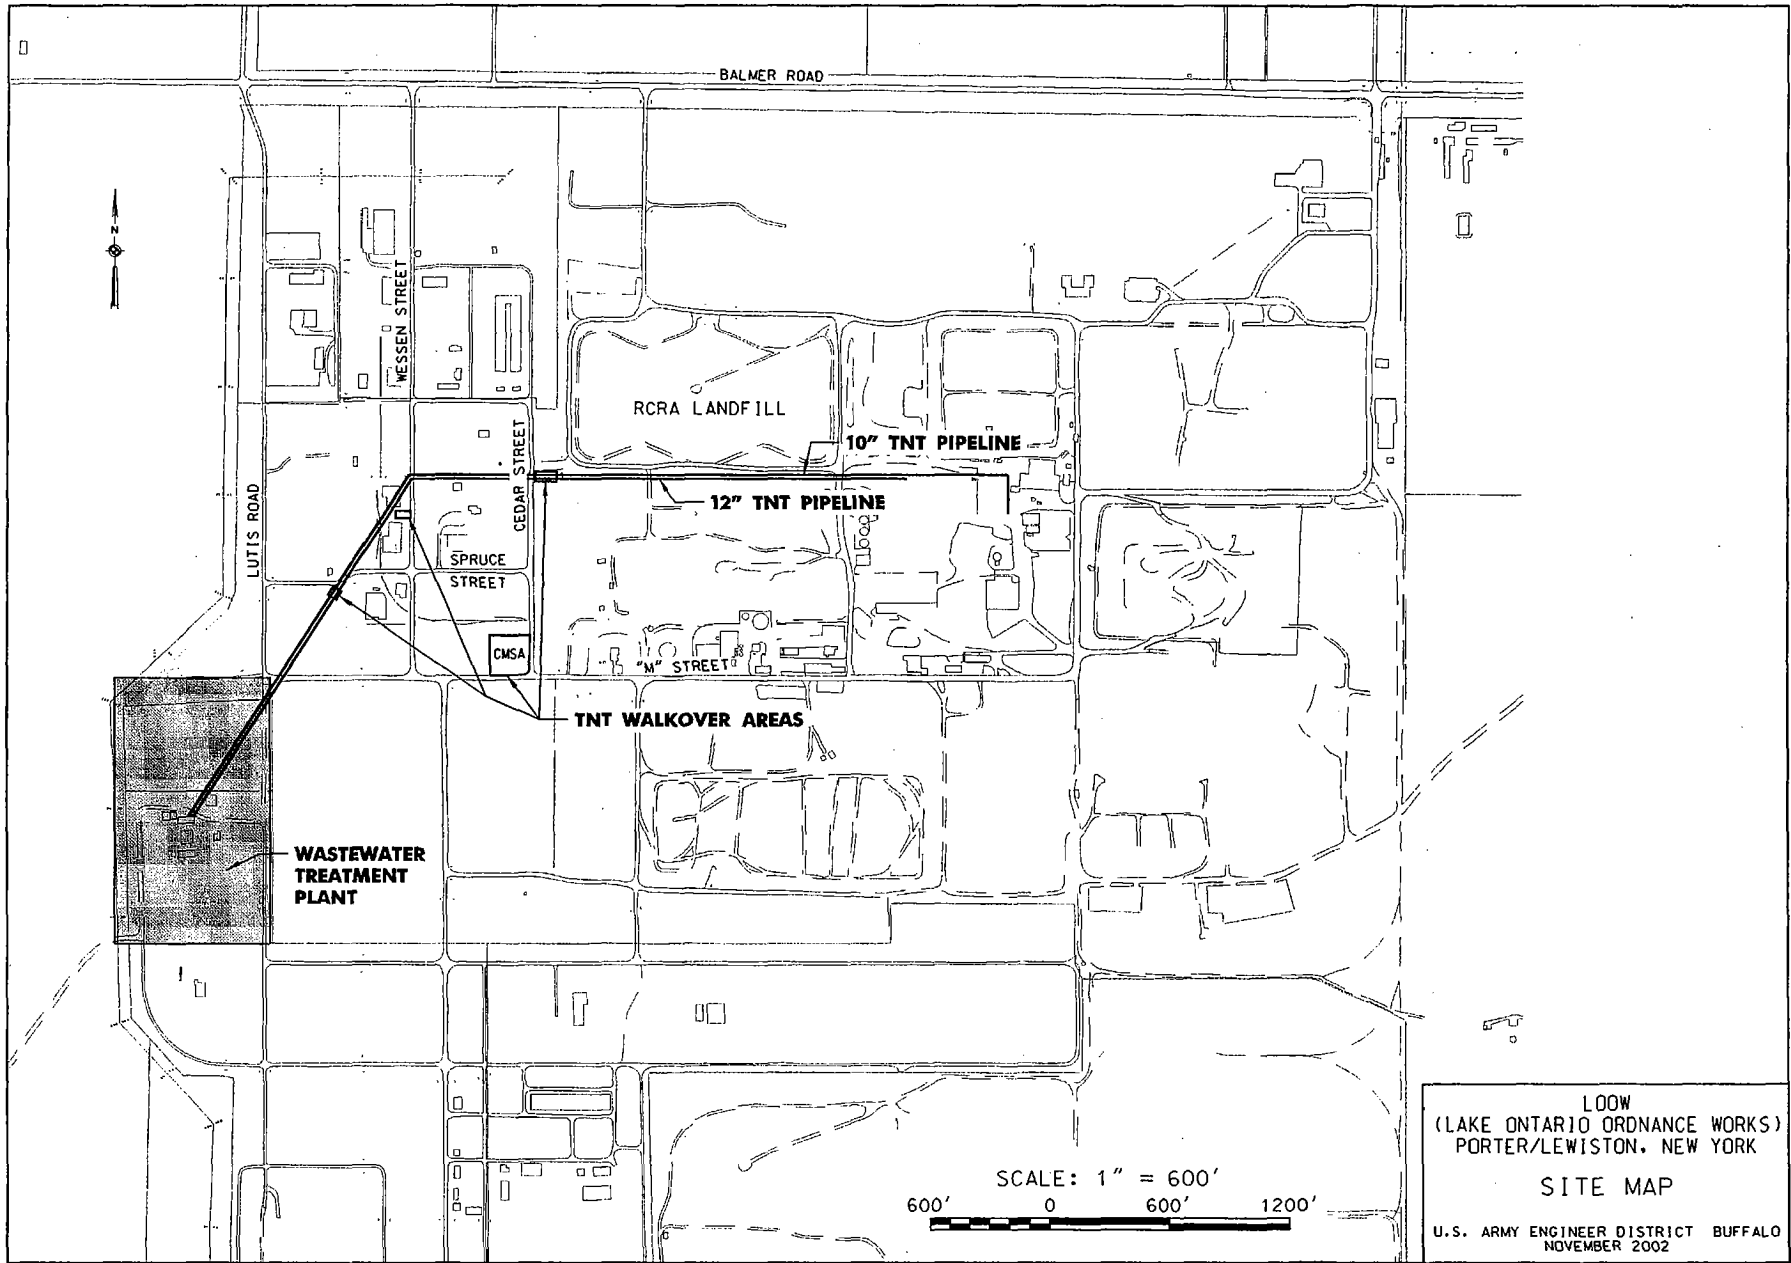 BALMER ROAD
N
WESSEN STREET
RCRA LANDFILL
CEDAR STREET
10" TNT PIPELINE
12" TNT PIPELINE
LUTIS ROAD
SPRUCE
STREET
CMSA
"M" STREET
TNT WALKOVER AREAS
WASTEWATER
TREATMENT
PLANT
SCALE: 1" = 600'
600' 0 600' 1200'
LOOW
(LAKE ONTARIO ORDNANCE WORKS)
PORTER/LEWISTON, NEW YORK
SITE MAP
U.S. ARMY ENGINEER DISTRICT BUFFALO
NOVEMBER 2002